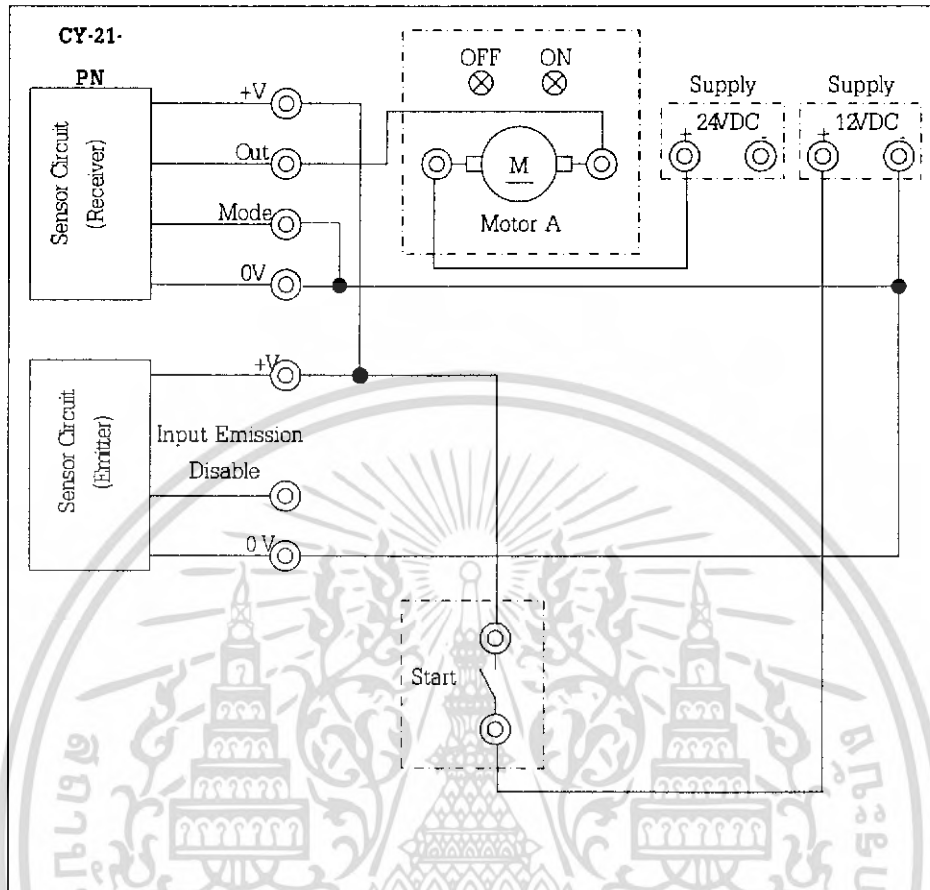 CY-21-
PN
Sensor Circuit
(Receiver)
+V
Out
Mode
0V
OFF ON
M
Motor A
Supply
24VDC
+ -
Supply
12VDC
+ -
Sensor Circuit
(Emitter)
+V
Input Emission
Disable
0 V
Start